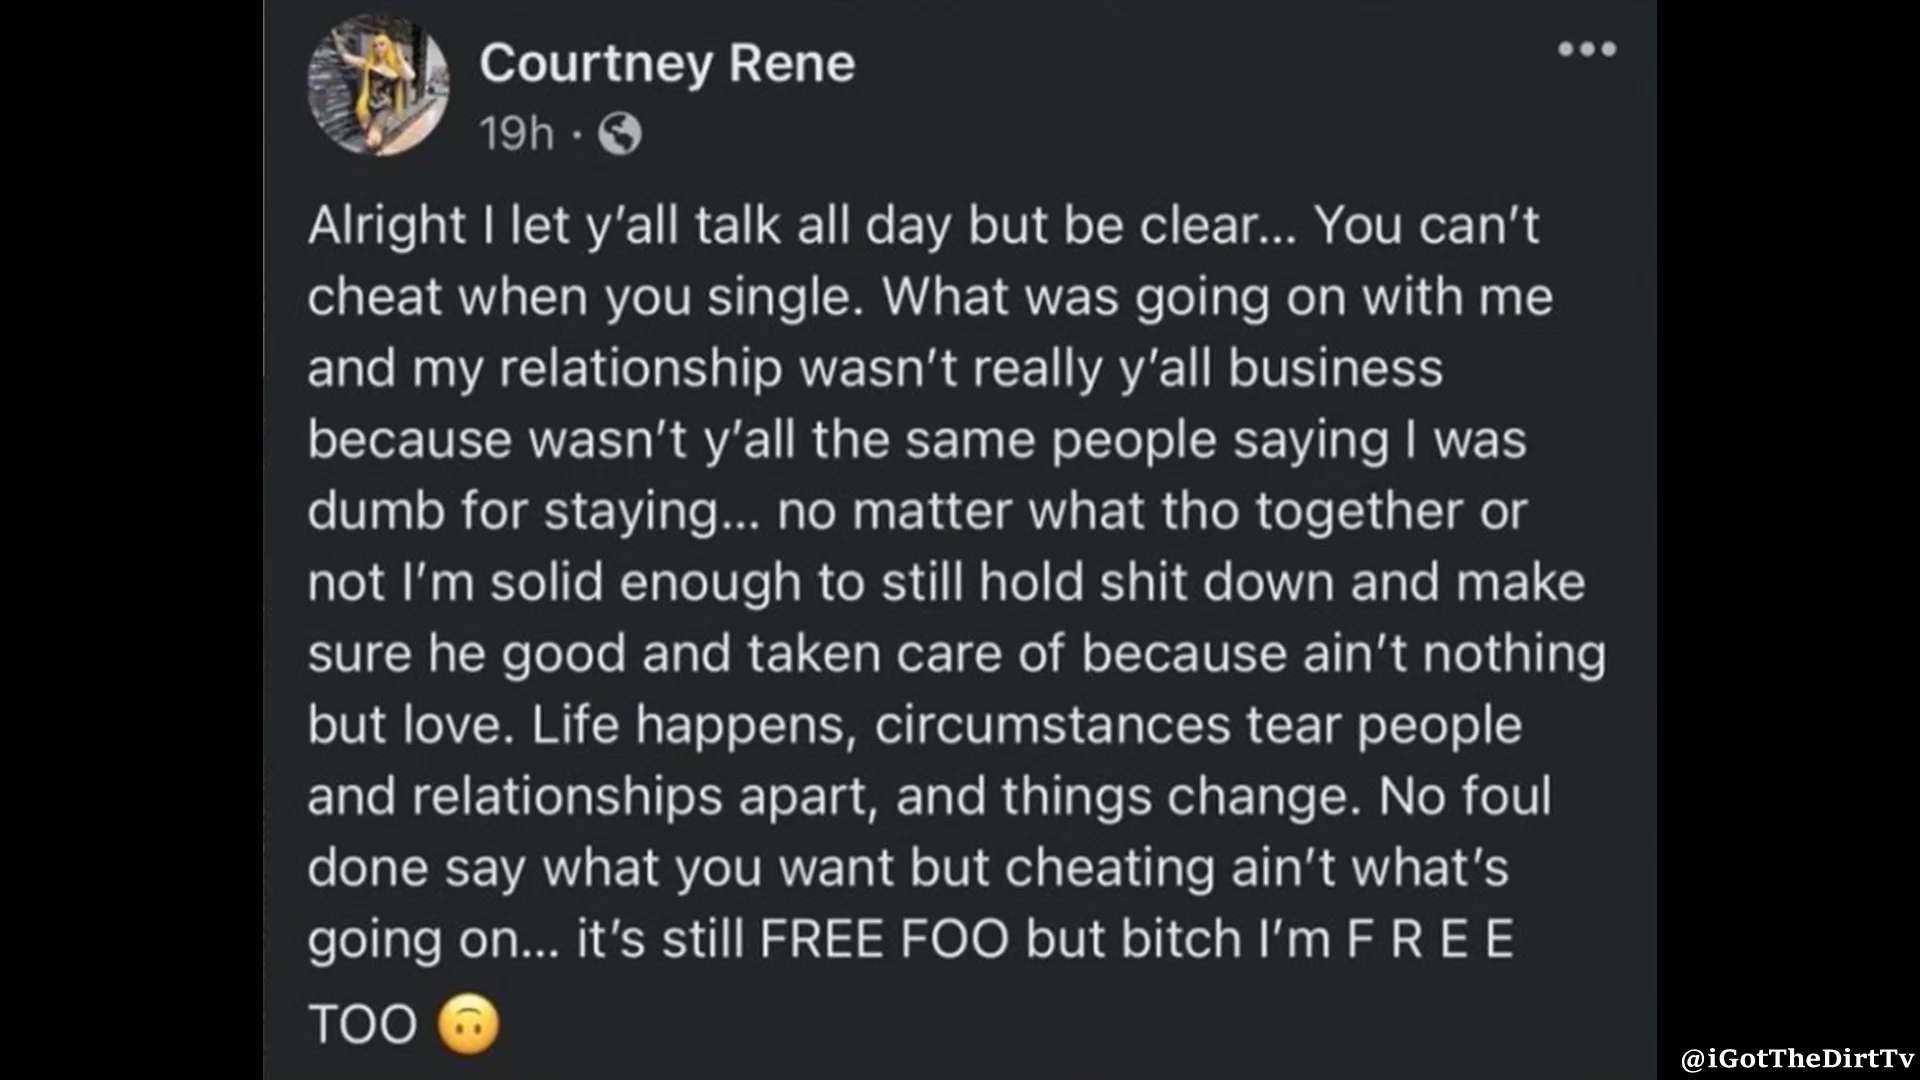 Courtney Rene
19h ·
Alright I let y’all talk all day but be clear... You can’t
cheat when you single. What was going on with me
and my relationship wasn’t really y’all business
because wasn’t y’all the same people saying I was
dumb for staying... no matter what tho together or
not I’m solid enough to still hold shit down and make
sure he good and taken care of because ain’t nothing
but love. Life happens, circumstances tear people
and relationships apart, and things change. No foul
done say what you want but cheating ain’t what’s
going on... it’s still FREE FOO but bitch I’m F R E E
TOO 🙃
@iGotTheDirtTv